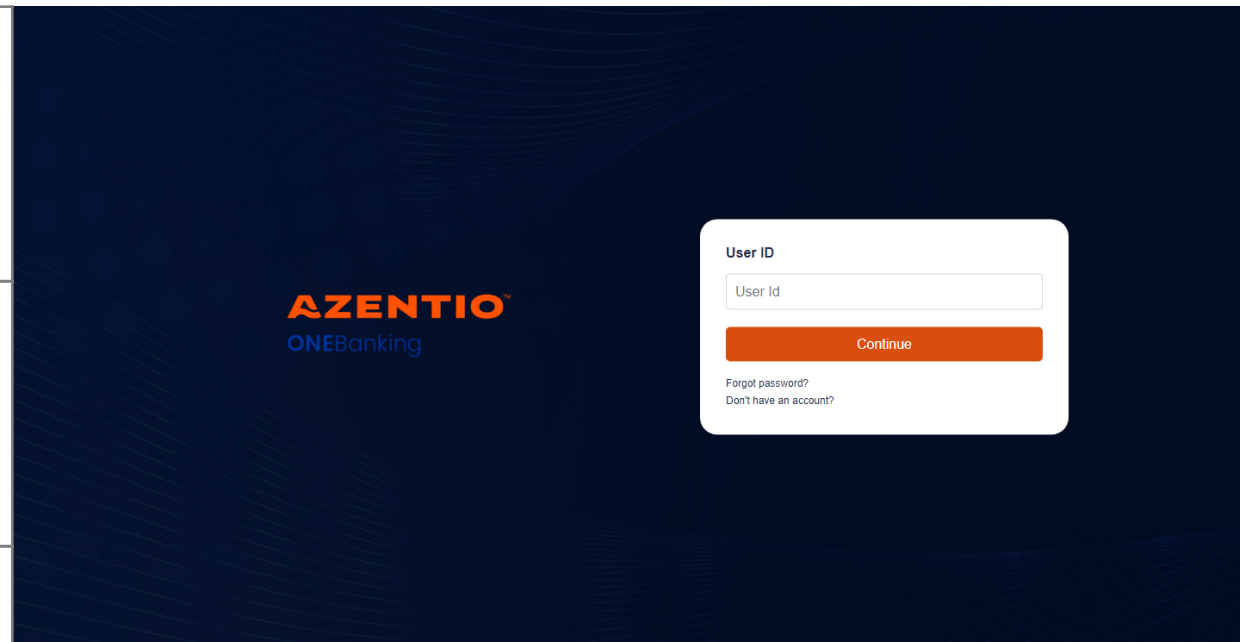 AZENTIO™
ONEBanking
User ID
User Id
Continue
Forgot password?
Don't have an account?